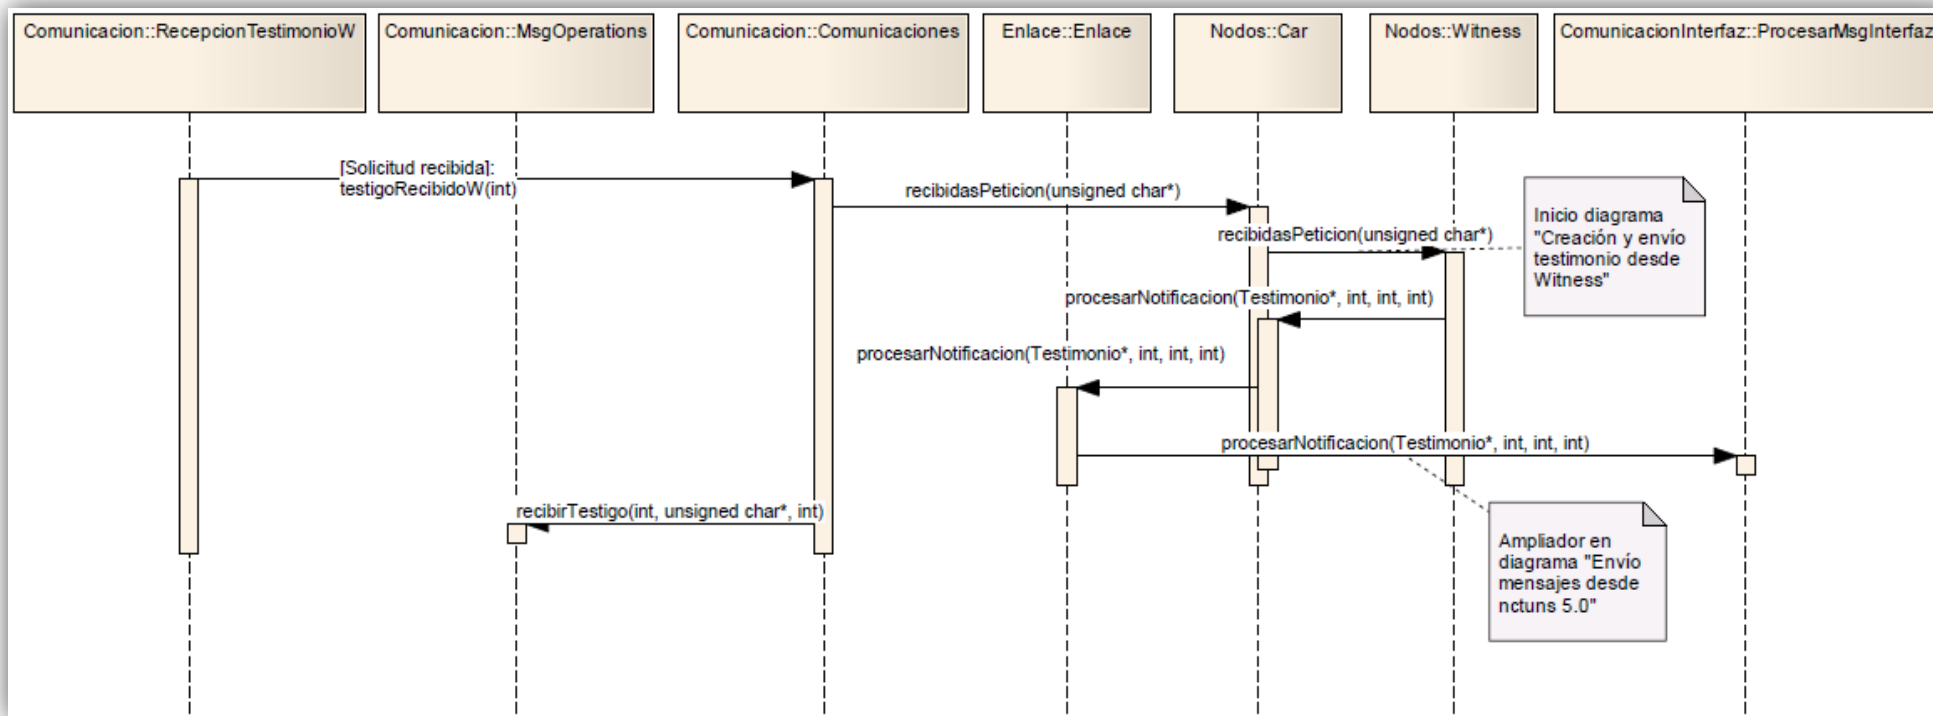 Comunicacion::RecepcionTestimonioW
Comunicacion::MsgOperations
Comunicacion::Comunicaciones
Enlace::Enlace
Nodos::Car
Nodos::Witness
ComunicacionInterfaz::ProcesarMsgInterfaz
[Solicitud recibida]:
testigoRecibidoW(int)
recibidasPeticion(unsigned char*)
recibidasPeticion(unsigned char*)
Inicio diagrama
"Creación y envío
testimonio desde
Witness"
procesarNotificacion(Testimonio*, int, int, int)
procesarNotificacion(Testimonio*, int, int, int)
procesarNotificacion(Testimonio*, int, int, int)
recibirTestigo(int, unsigned char*, int)
Ampliador en
diagrama "Envío
mensajes desde
nctuns 5.0"